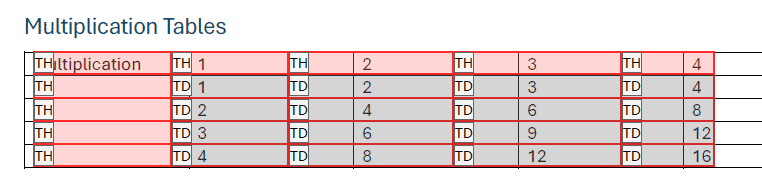 Multiplication Tables
TH ltiplication TH 1 TH 2 TH 3 TH 4
TH TD 1 TD 2 TD 3 TD 4
TH TD 2 TD 4 TD 6 TD 8
TH TD 3 TD 6 TD 9 TD 12
TH TD 4 TD 8 TD 12 TD 16